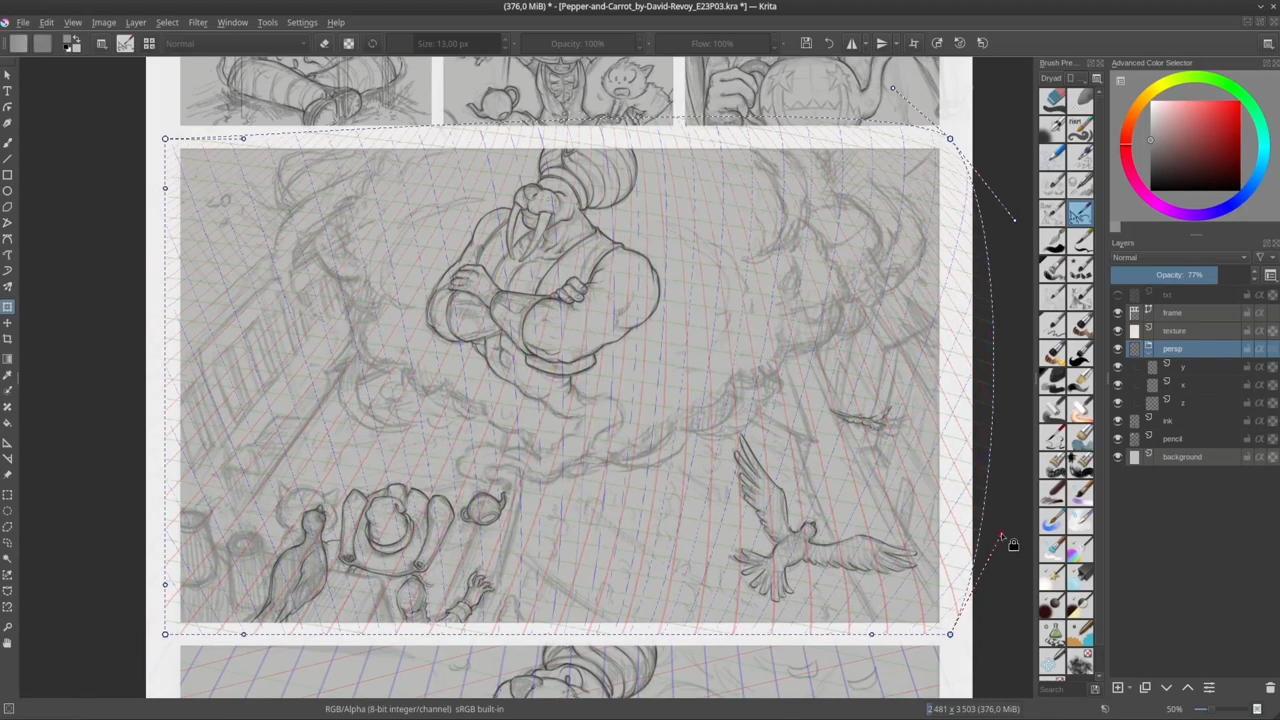 (376,0 MiB) * - [Pepper-and-Carrot_by-David-Revoy_E23P03.kra *] — Krita
File Edit View Image Layer Select Filter Window Tools Settings Help
Normal Size: 13,00 px Opacity: 100% Flow: 100%
Brush Pre... Advanced Color Selector
Dryad
Layers
Normal
Opacity: 77%
txt
frame
texture
persp
y
x
z
ink
pencil
background
Search
RGB/Alpha (8-bit integer/channel) sRGB built-in 2 481 x 3 503 (376,0 MiB) 50%